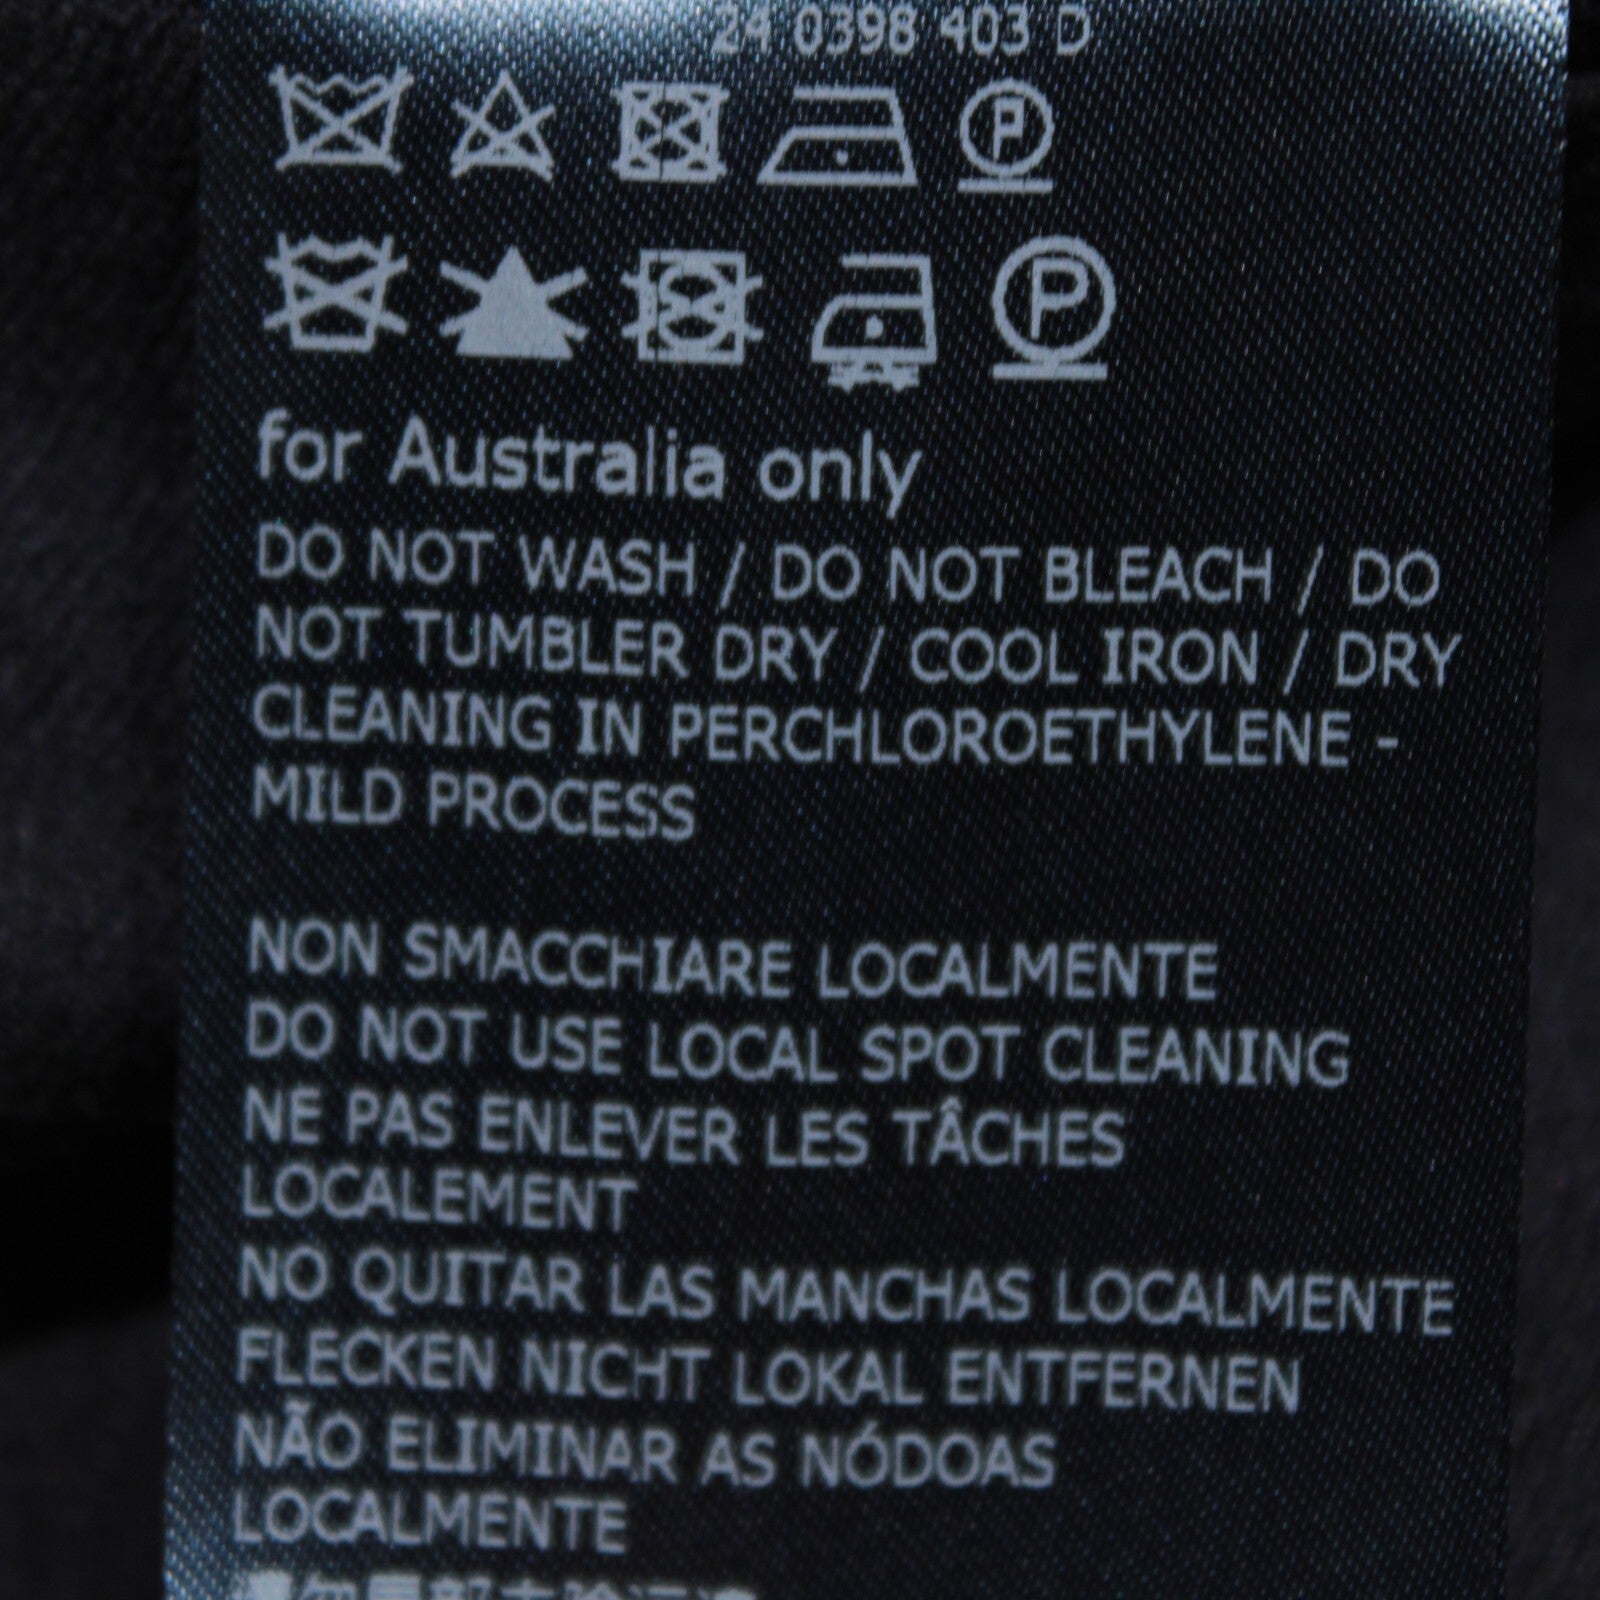 24 0398 403 D
for Australia only
DO NOT WASH / DO NOT BLEACH / DO
NOT TUMBLER DRY / COOL IRON / DRY
CLEANING IN PERCHLOROETHYLENE -
MILD PROCESS
NON SMACCHIARE LOCALMENTE
DO NOT USE LOCAL SPOT CLEANING
NE PAS ENLEVER LES TÂCHES
LOCALEMENT
NO QUITAR LAS MANCHAS LOCALMENTE
FLECKEN NICHT LOKAL ENTFERNEN
NÃO ELIMINAR AS NÓDOAS
LOCALMENTE